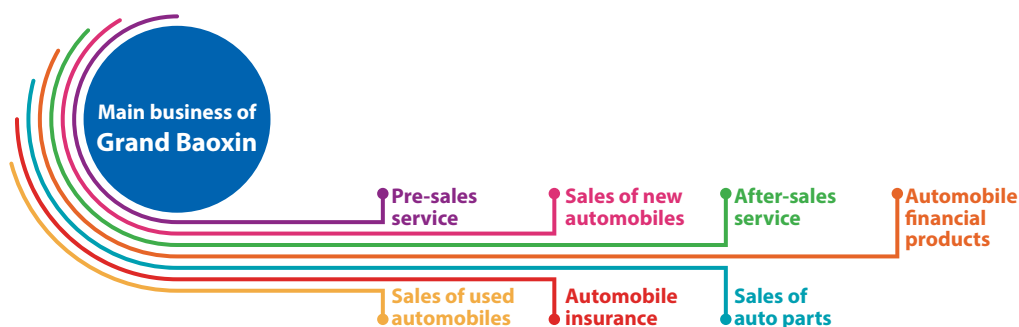 Main business of
Grand Baoxin
Pre-sales
service
Sales of new
automobiles
After-sales
service
Automobile
financial
products
Sales of used
automobiles
Automobile
insurance
Sales of
auto parts